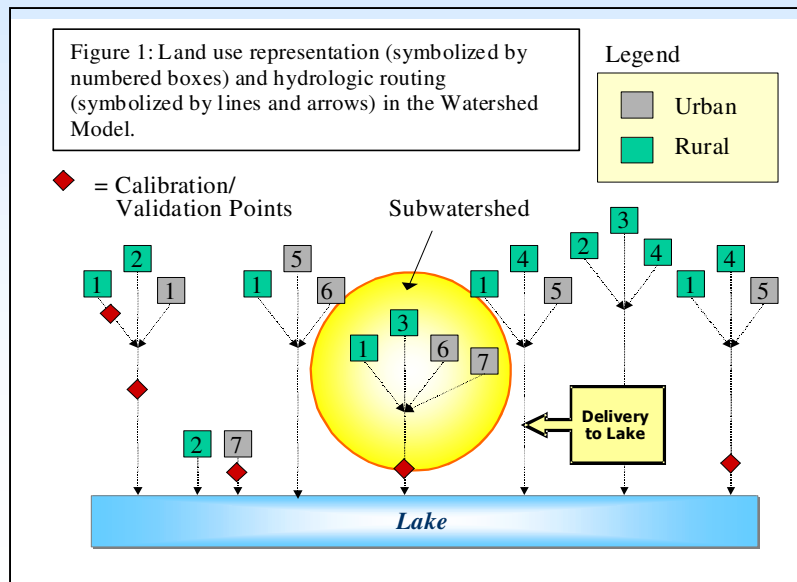 Figure 1: Land use representation (symbolized by
numbered boxes) and hydrologic routing
(symbolized by lines and arrows) in the Watershed
Model.
Legend
Urban
Rural
= Calibration/
Validation Points
Subwatershed
1
2
1
1
5
6
1
3
6
7
1
4
5
2
3
4
1
4
5
2
7
Delivery
to Lake
Lake